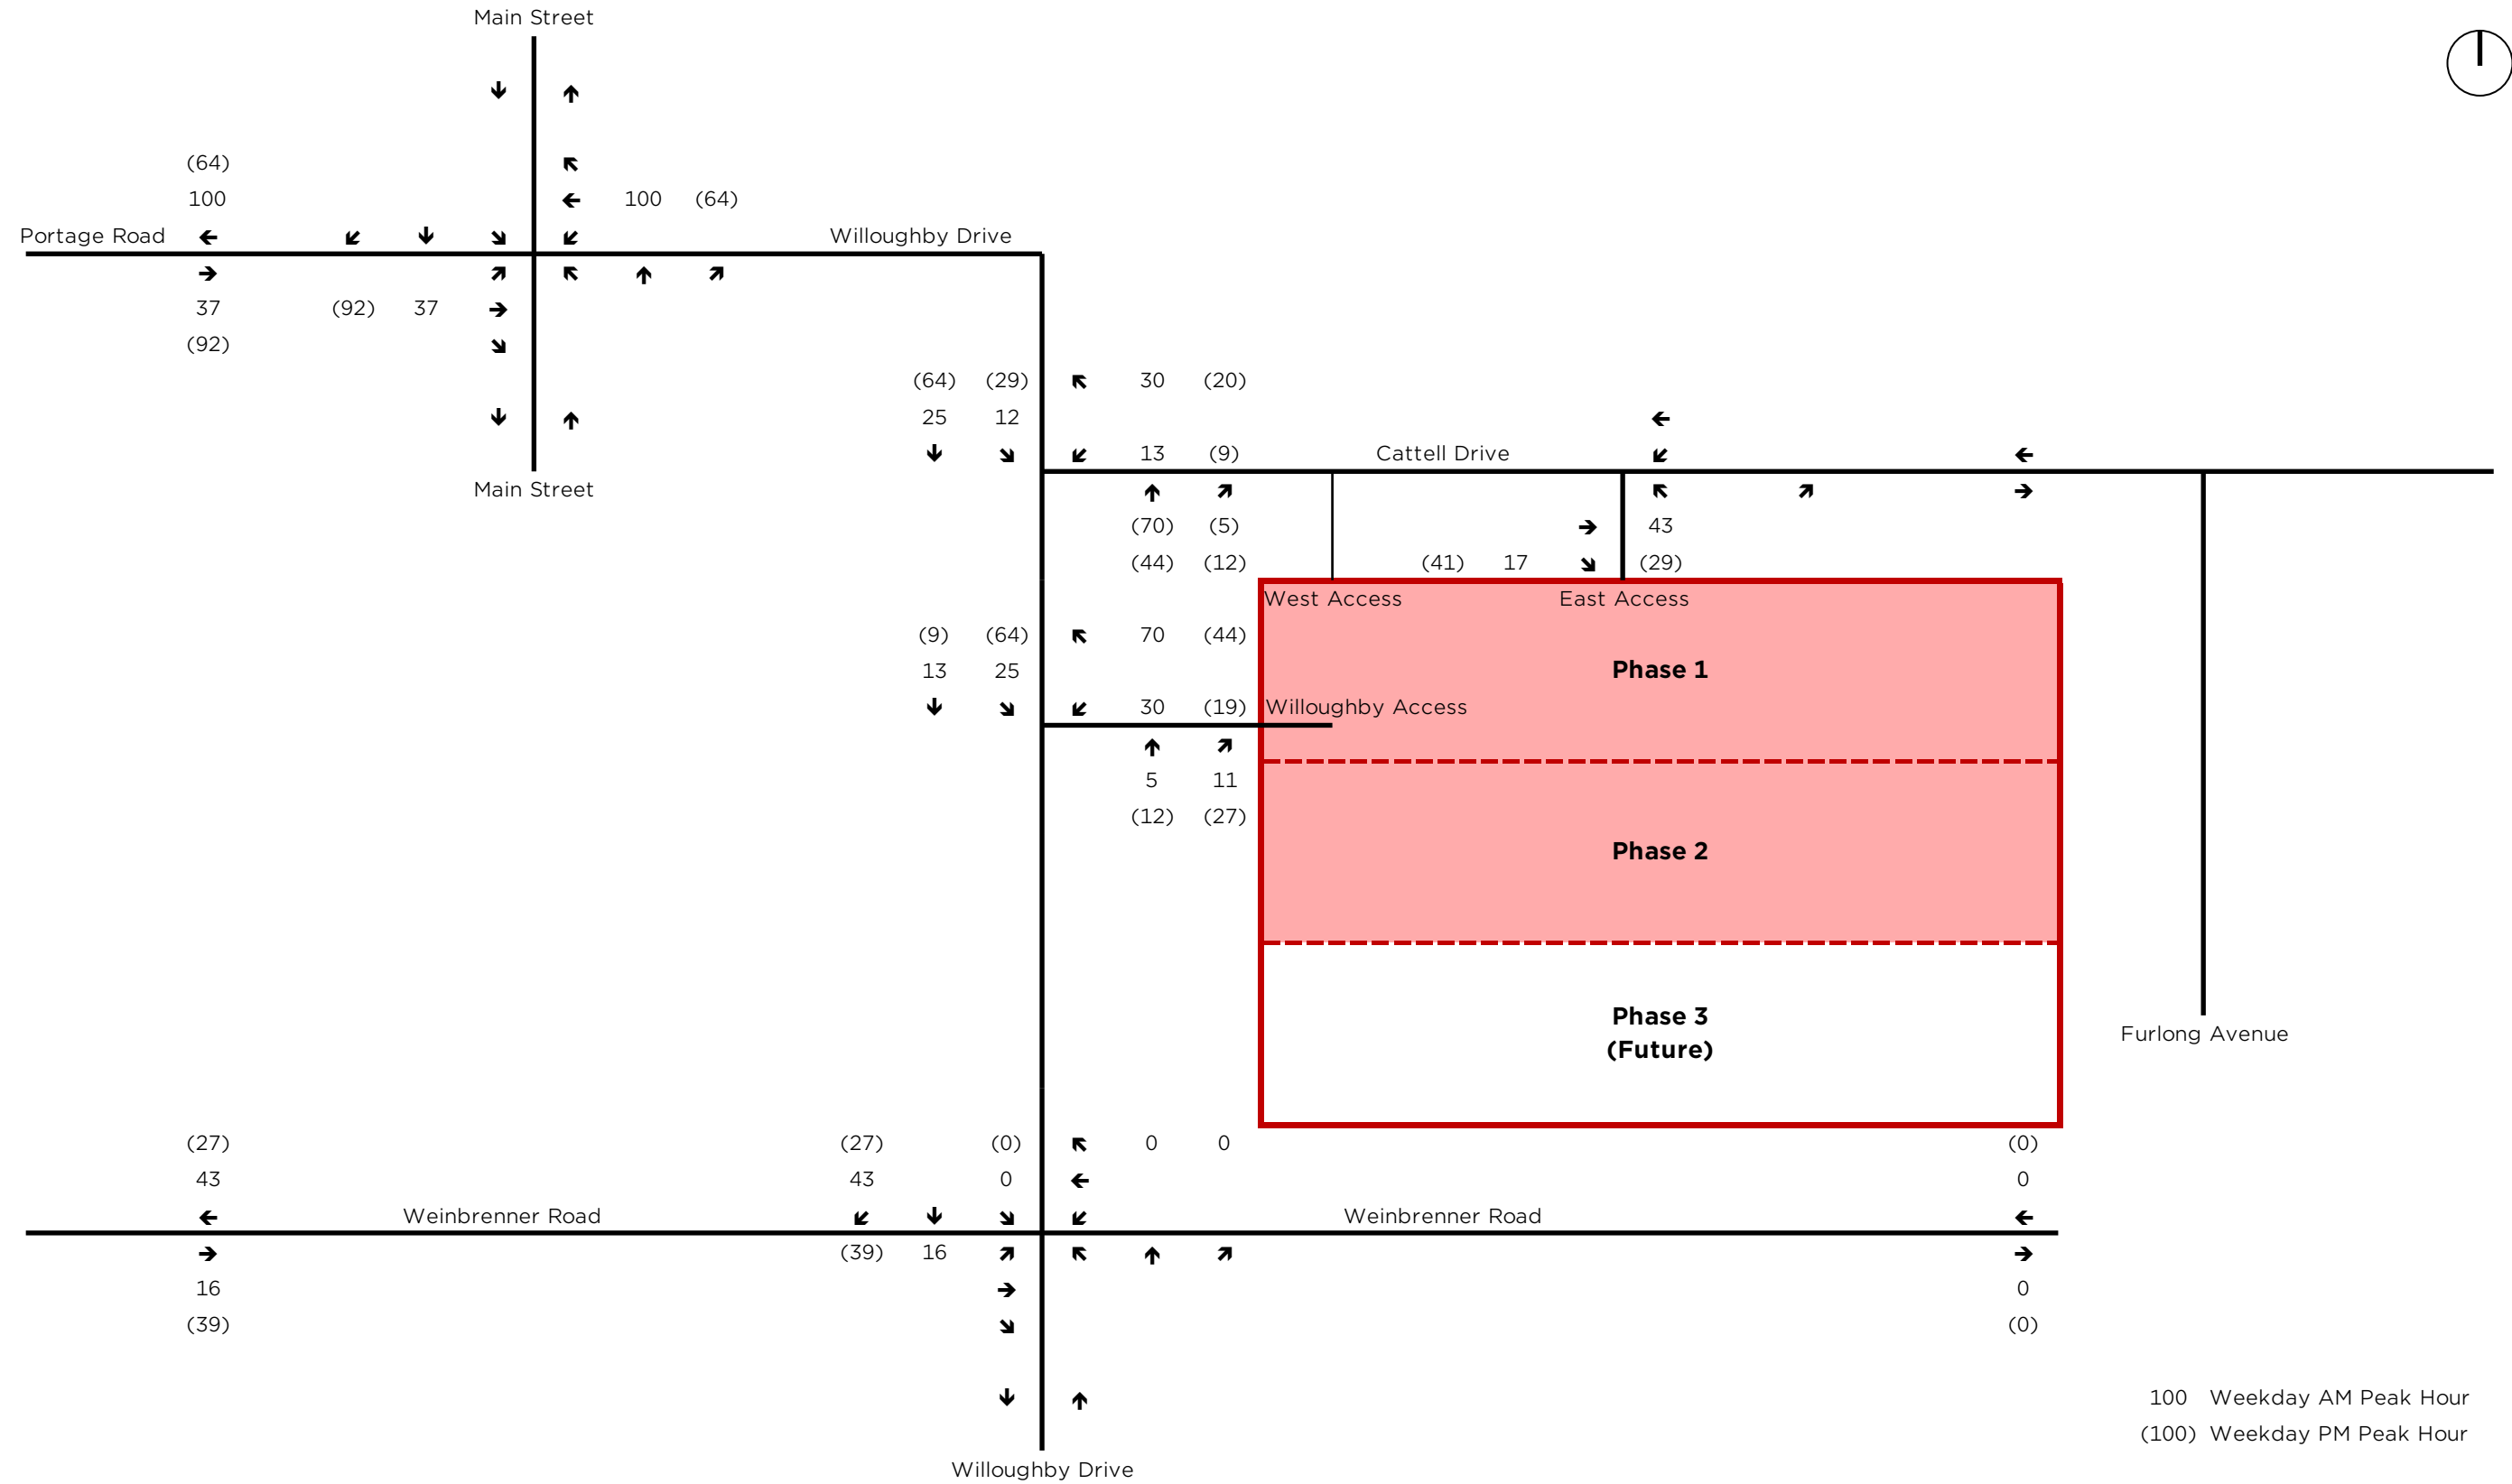 Main Street
(64)
100
100 (64)
Portage Road
Willoughby Drive
37 (92) 37
(92)
(64) (29) 30 (20)
25 12
13 (9) Cattell Drive
Main Street
(70) (5) 43
(44) (12) (41) 17 (29)
West Access East Access
(9) (64) 70 (44)
13 25 Phase 1
30 (19) Willoughby Access
5 11
(12) (27)
Phase 2
Phase 3
(Future)
Furlong Avenue
(27) (27) (0) 0 0 (0)
43 43 0 0
Weinbrenner Road Weinbrenner Road
(39) 16
16 0
(39) (0)
100 Weekday AM Peak Hour
(100) Weekday PM Peak Hour
Willoughby Drive